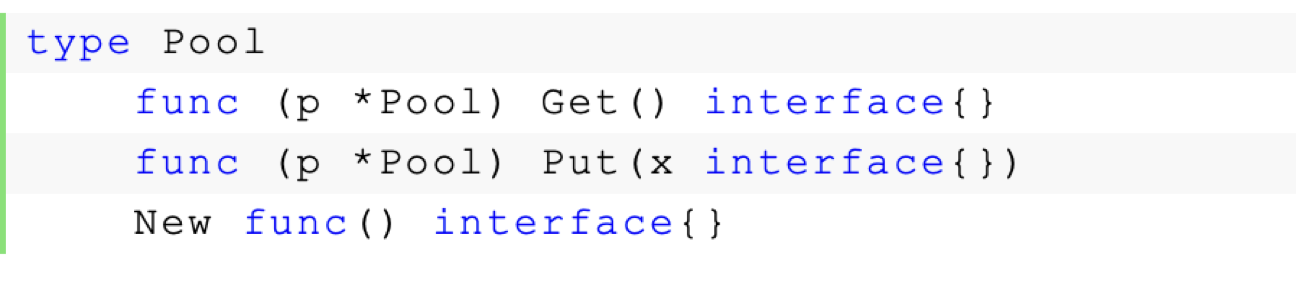 type Pool
    func (p *Pool) Get() interface{}
    func (p *Pool) Put(x interface{})
    New func() interface{}